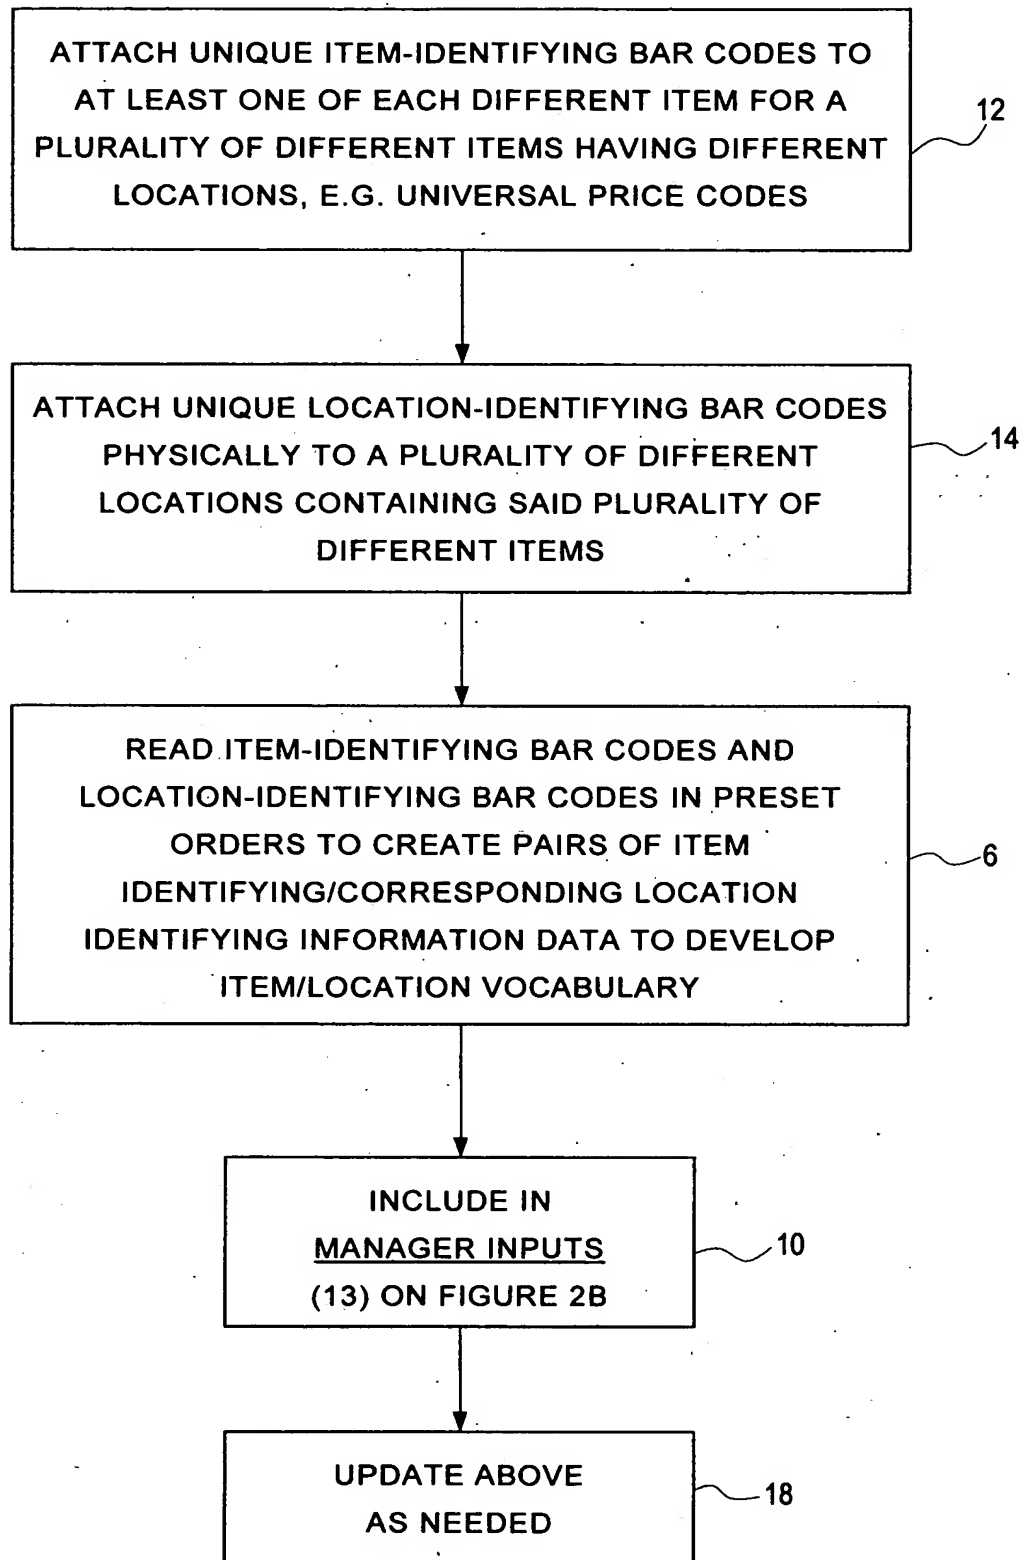 ATTACH UNIQUE ITEM-IDENTIFYING BAR CODES TO
AT LEAST ONE OF EACH DIFFERENT ITEM FOR A
PLURALITY OF DIFFERENT ITEMS HAVING DIFFERENT
LOCATIONS, E.G. UNIVERSAL PRICE CODES
12
ATTACH UNIQUE LOCATION-IDENTIFYING BAR CODES
PHYSICALLY TO A PLURALITY OF DIFFERENT
LOCATIONS CONTAINING SAID PLURALITY OF
DIFFERENT ITEMS
14
READ ITEM-IDENTIFYING BAR CODES AND
LOCATION-IDENTIFYING BAR CODES IN PRESET
ORDERS TO CREATE PAIRS OF ITEM
IDENTIFYING/CORRESPONDING LOCATION
IDENTIFYING INFORMATION DATA TO DEVELOP
ITEM/LOCATION VOCABULARY
6
INCLUDE IN
MANAGER INPUTS
(13) ON FIGURE 2B
10
UPDATE ABOVE
AS NEEDED
18